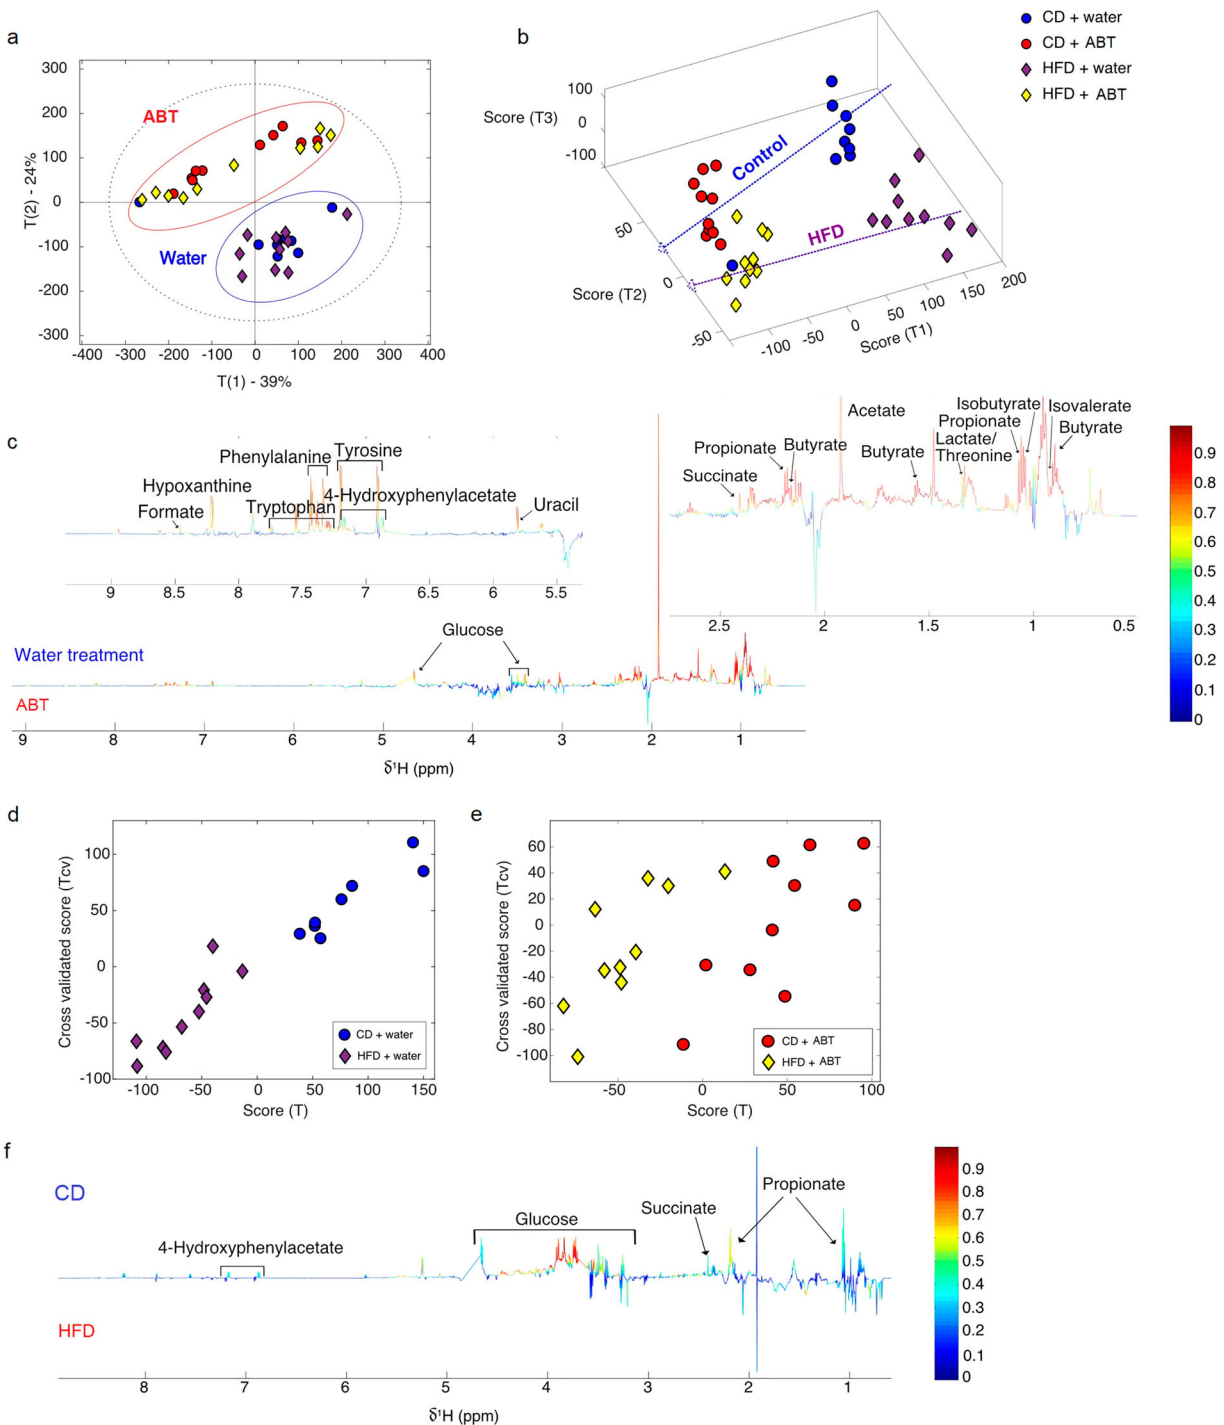 a
300
200
100
0
-100
-200
-300
T(2) - 24%
ABT
Water
-400 -300 -200 -100 0 100 200 300 400
T(1) - 39%
b
CD + water
CD + ABT
HFD + water
HFD + ABT
100
0
-100
Score (T3)
50
0
-50
Score (T2)
-100 -50 0 50 100 150 200
Score (T1)
Control
HFD
c
Phenylalanine
Tyrosine
Hypoxanthine
4-Hydroxyphenylacetate
Formate
Tryptophan
Uracil
9 8.5 8 7.5 7 6.5 6 5.5
Isobutyrate
Acetate
Propionate
Isovalerate
Propionate
Butyrate
Butyrate
Lactate/
Threonine
Butyrate
Succinate
2.5 2 1.5 1 0.5
0.9
0.8
0.7
0.6
0.5
0.4
0.3
0.2
0.1
0
Glucose
Water treatment
ABT
9 8 7 6 5 4 3 2 1
δ¹H (ppm)
d
100
50
0
-50
-100
Cross validated score (Tcv)
CD + water
HFD + water
-100 -50 0 50 100 150
Score (T)
e
60
40
20
0
-20
-40
-60
-80
-100
Cross validated score (Tcv)
CD + ABT
HFD + ABT
-50 0 50 100
Score (T)
f
CD
HFD
4-Hydroxyphenylacetate
Glucose
Succinate
Propionate
8 7 6 5 4 3 2 1
δ¹H (ppm)
0.9
0.8
0.7
0.6
0.5
0.4
0.3
0.2
0.1
0